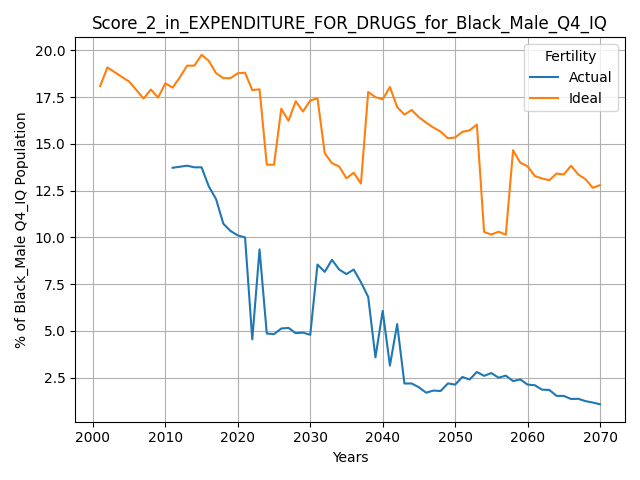 Score_2_in_EXPENDITURE_FOR_DRUGS_for_Black_Male_Q4_IQ
Fertility
Actual
Ideal
% of Black_Male Q4_IQ Population
20.0
17.5
15.0
12.5
10.0
7.5
5.0
2.5
2000 2010 2020 2030 2040 2050 2060 2070
Years